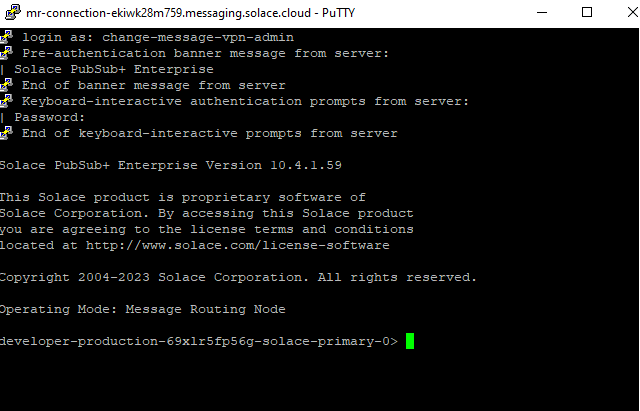 mr-connection-ekiwk28m759.messaging.solace.cloud - PuTTY
login as: change-message-vpn-admin
Pre-authentication banner message from server:
| Solace PubSub+ Enterprise
End of banner message from server
Keyboard-interactive authentication prompts from server:
| Password:
End of keyboard-interactive prompts from server
Solace PubSub+ Enterprise Version 10.4.1.59
This Solace product is proprietary software of
Solace Corporation. By accessing this Solace product
you are agreeing to the license terms and conditions
located at http://www.solace.com/license-software
Copyright 2004-2023 Solace Corporation. All rights reserved.
Operating Mode: Message Routing Node
developer-production-69xlr5fp56g-solace-primary-0>